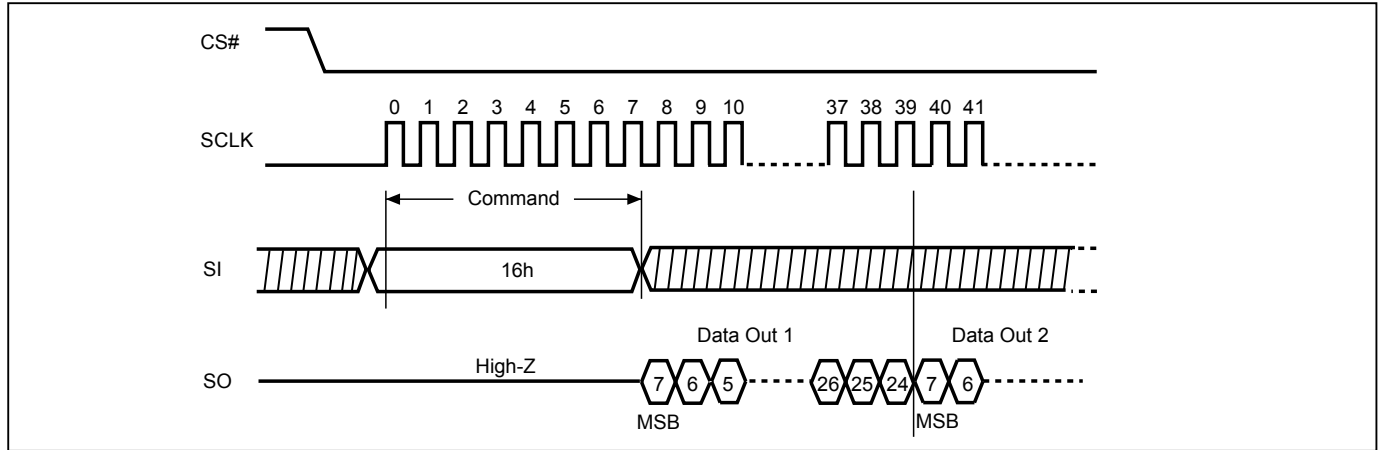 CS#
0 1 2 3 4 5 6 7 8 9 10 37 38 39 40 41
SCLK
Command
SI 16h
Data Out 1 Data Out 2
SO High-Z 7 6 5 26 25 24 7 6
MSB MSB